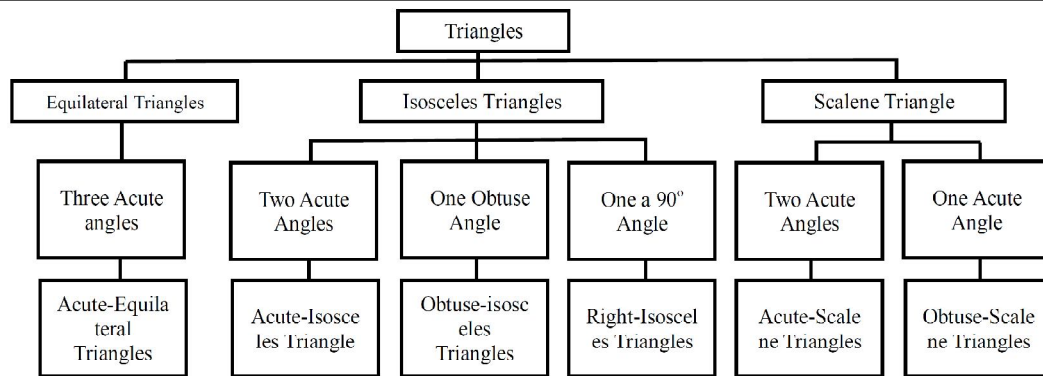 Triangles
Equilateral Triangles
Isosceles Triangles
Scalene Triangle
Three Acute
angles
Two Acute
Angles
One Obtuse
Angle
One a 90° 
Angle
Two Acute
Angles
One Acute
Angle
Acute-Equila
teral
Triangles
Acute-Isosce
les Triangle
Obtuse-isosc
eles
Triangles
Right-Isoscel
es Triangles
Acute-Scale
ne Triangles
Obtuse-Scale
ne Triangles